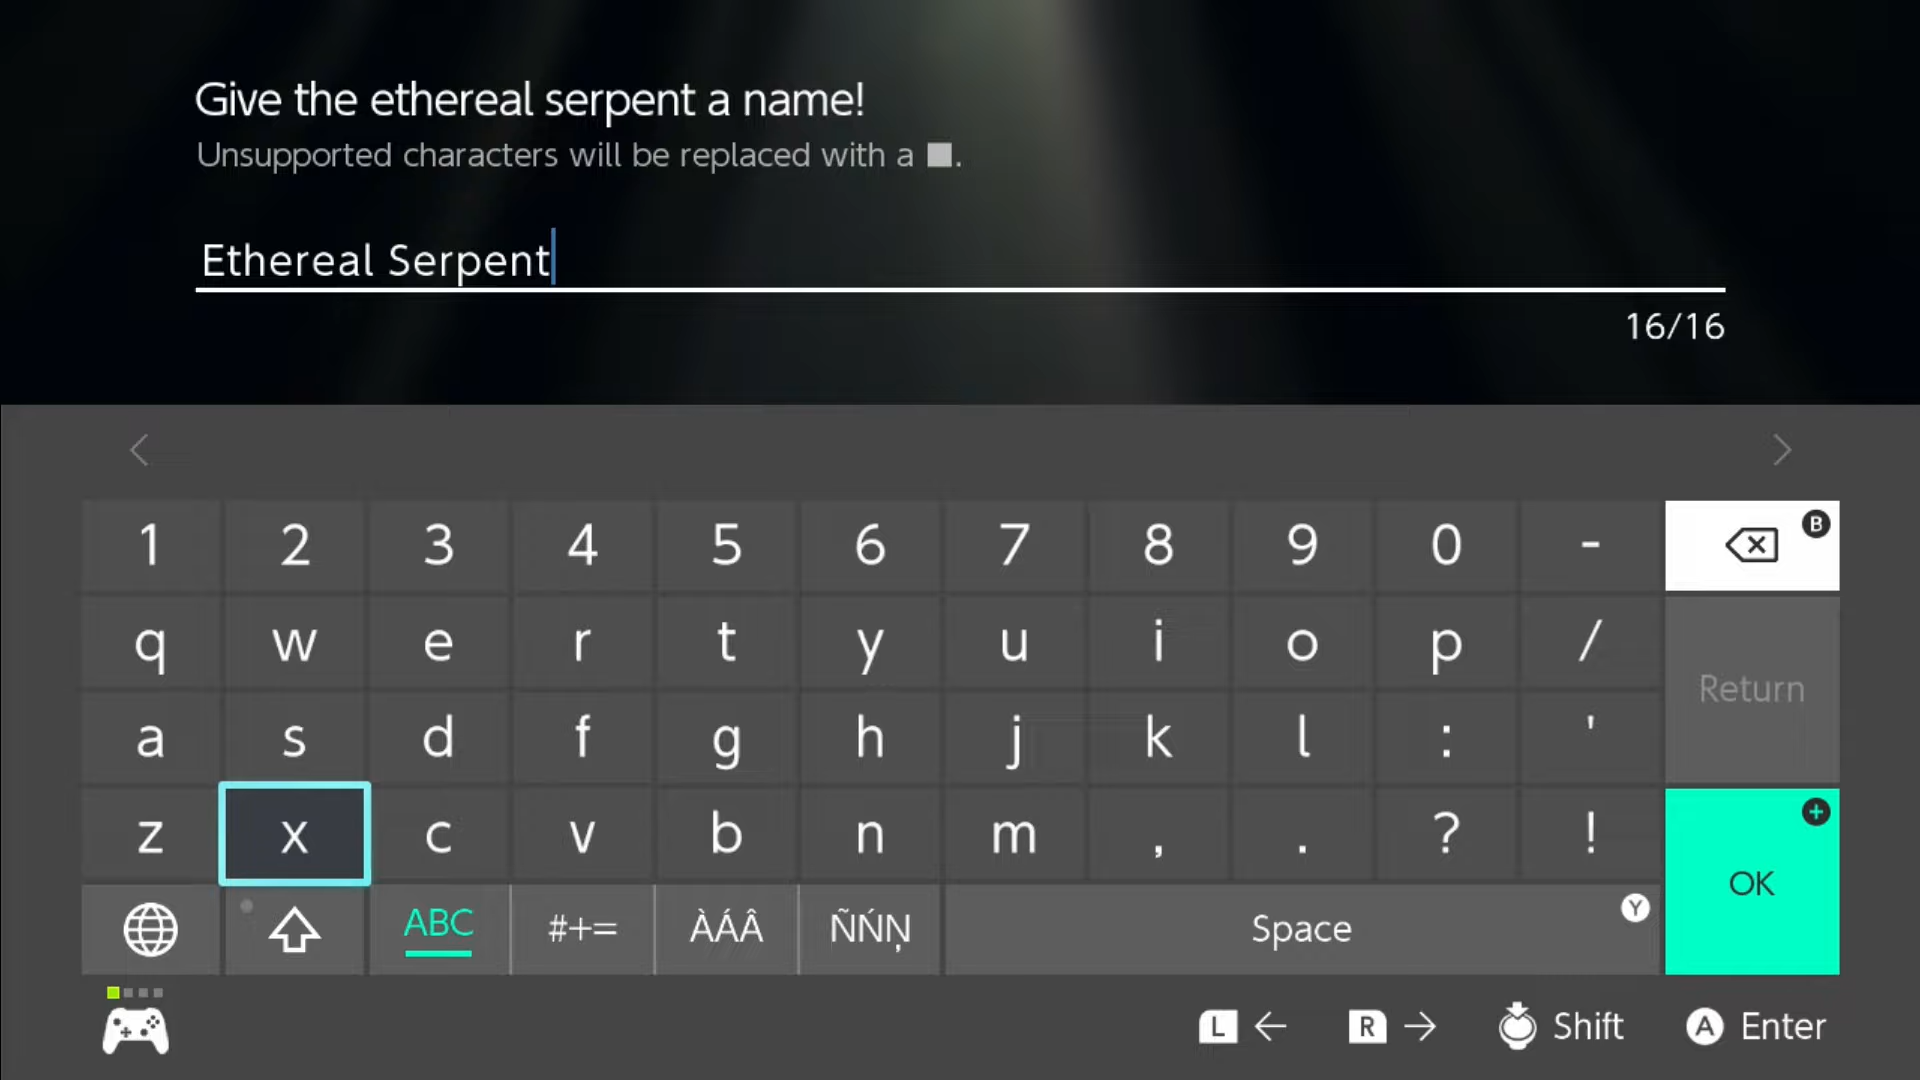 Give the ethereal serpent a name!
Unsupported characters will be replaced with a ■.
Ethereal Serpent
16/16
1 2 3 4 5 6 7 8 9 0 - B
q w e r t y u i o p / Return
a s d f g h j k l : '
z x c v b n m , . ? ! + OK
ABC #+= ÀÁÂ ÑŃŅ Space Y
L ← R → Shift A Enter